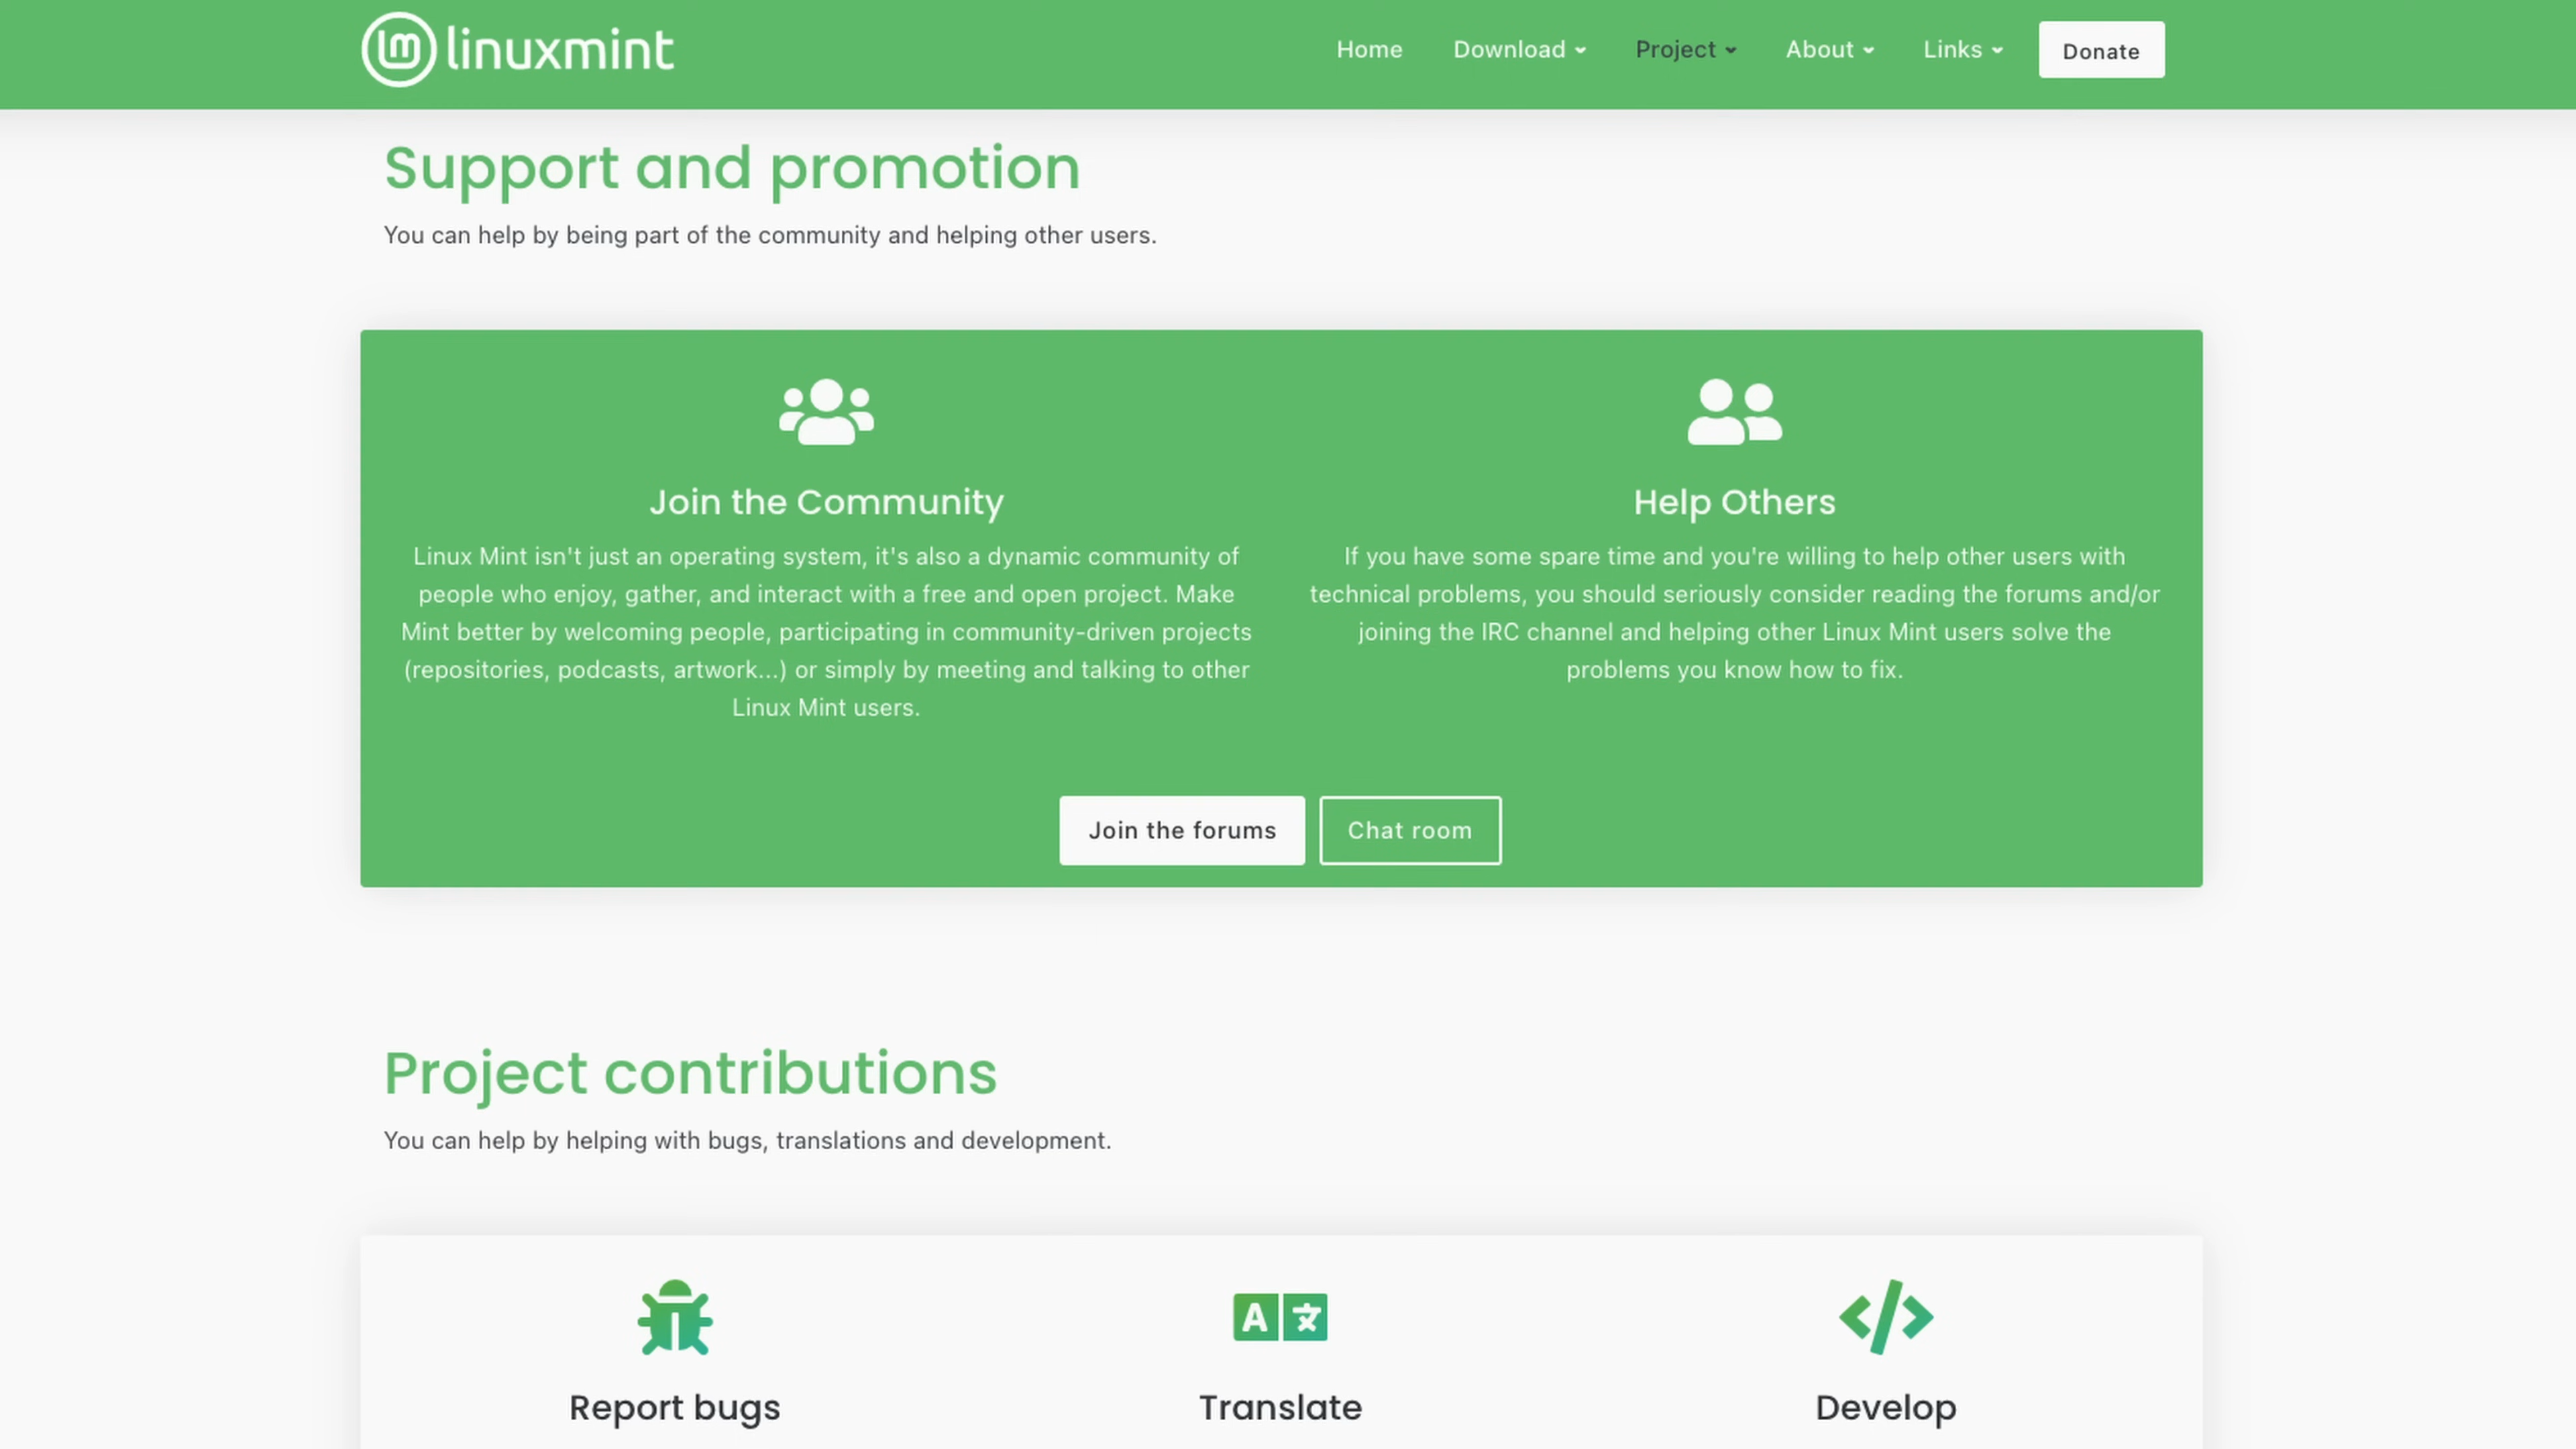 linuxmint
Home Download Project About Links Donate
Support and promotion
You can help by being part of the community and helping other users.
Join the Community
Linux Mint isn't just an operating system, it's also a dynamic community of
people who enjoy, gather, and interact with a free and open project. Make
Mint better by welcoming people, participating in community-driven projects
(repositories, podcasts, artwork...) or simply by meeting and talking to other
Linux Mint users.
Help Others
If you have some spare time and you're willing to help other users with
technical problems, you should seriously consider reading the forums and/or
joining the IRC channel and helping other Linux Mint users solve the
problems you know how to fix.
Join the forums
Chat room
Project contributions
You can help by helping with bugs, translations and development.
A 文
Report bugs
Translate
Develop